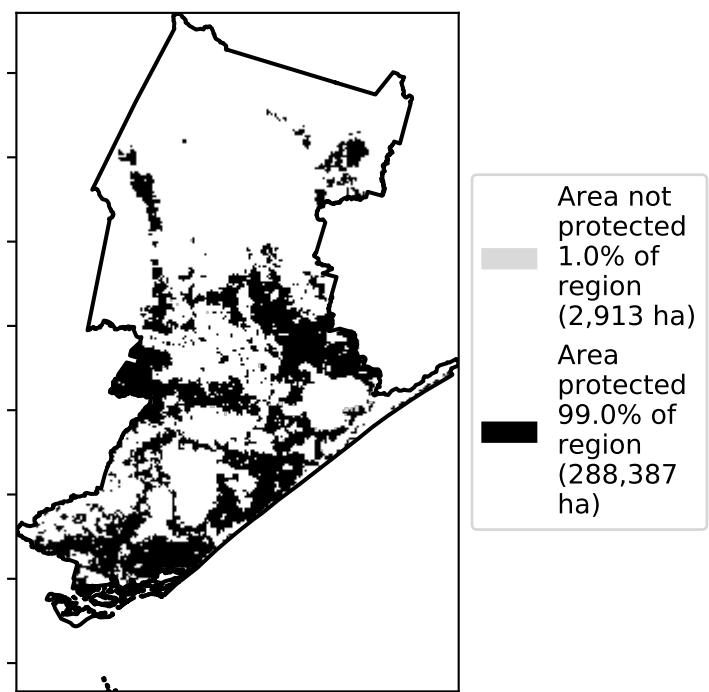 Area not
protected
1.0% of
region
(2,913 ha)
Area
protected
99.0% of
region
(288,387
ha)